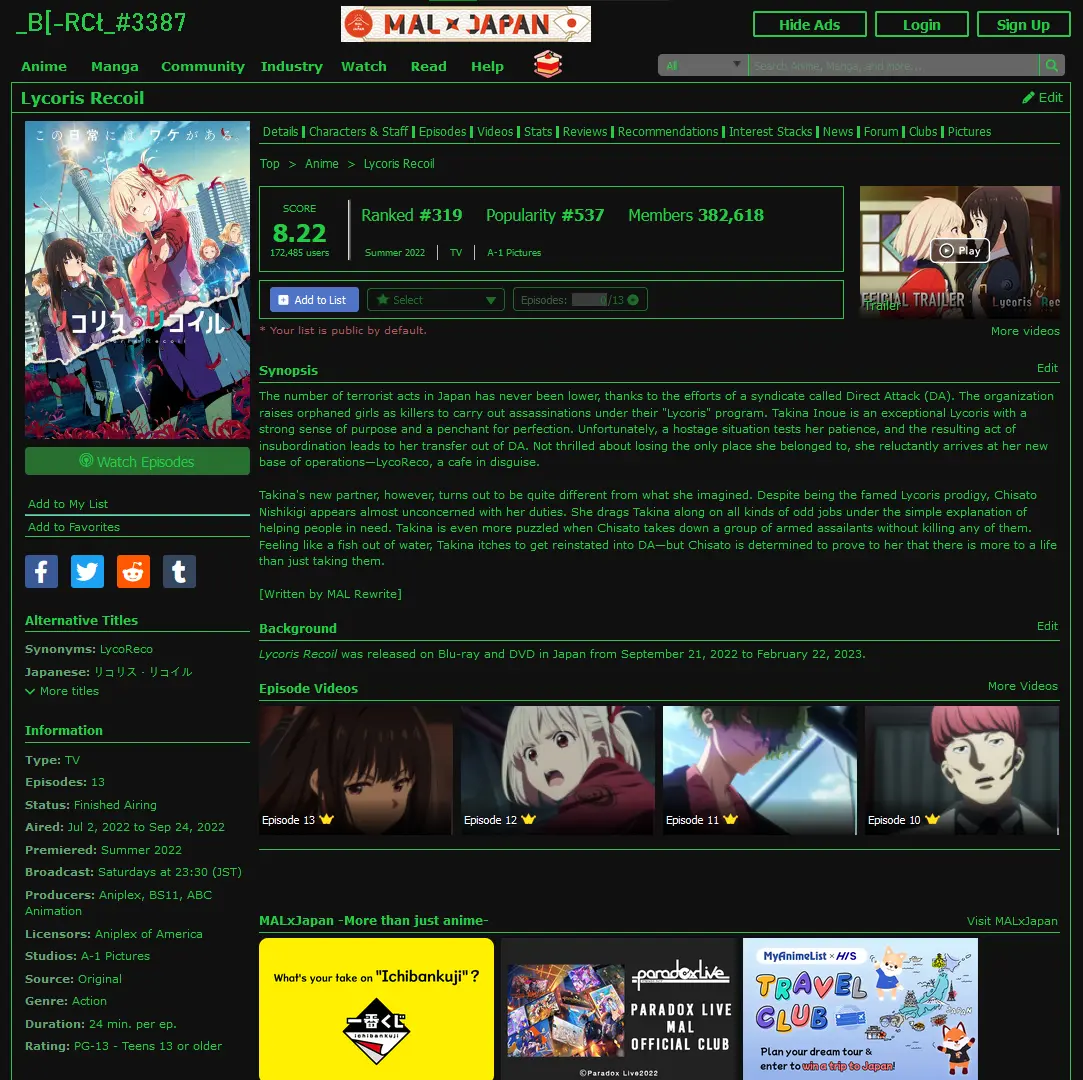 _B[-RCł_#3387
MAL × JAPAN
Hide Ads
Login
Sign Up
Anime Manga Community Industry Watch Read Help
All
Search Anime, Manga, and more...
Lycoris Recoil
Edit
この日常には、ワケがある。
リコリス・リコイル
Lycoris Recoil
Details Characters & Staff Episodes Videos Stats Reviews Recommendations Interest Stacks News Forum Clubs Pictures
Top > Anime > Lycoris Recoil
SCORE
8.22
172,485 users
Ranked #319 Popularity #537 Members 382,618
Summer 2022 TV A-1 Pictures
Add to List
Select
Episodes: 0/13
* Your list is public by default.
Play
OFFICIAL TRAILER Lycoris Rec
Trailer
More videos
Synopsis
Edit
The number of terrorist acts in Japan has never been lower, thanks to the efforts of a syndicate called Direct Attack (DA). The organization
raises orphaned girls as killers to carry out assassinations under their "Lycoris" program. Takina Inoue is an exceptional Lycoris with a
strong sense of purpose and a penchant for perfection. Unfortunately, a hostage situation tests her patience, and the resulting act of
insubordination leads to her transfer out of DA. Not thrilled about losing the only place she belonged to, she reluctantly arrives at her new
base of operations—LycoReco, a cafe in disguise.
Takina's new partner, however, turns out to be quite different from what she imagined. Despite being the famed Lycoris prodigy, Chisato
Nishikigi appears almost unconcerned with her duties. She drags Takina along on all kinds of odd jobs under the simple explanation of
helping people in need. Takina is even more puzzled when Chisato takes down a group of armed assailants without killing any of them.
Feeling like a fish out of water, Takina itches to get reinstated into DA—but Chisato is determined to prove to her that there is more to a life
than just taking them.
[Written by MAL Rewrite]
Background
Edit
Lycoris Recoil was released on Blu-ray and DVD in Japan from September 21, 2022 to February 22, 2023.
Episode Videos
More Videos
Episode 13
Episode 12
Episode 11
Episode 10
MALxJapan -More than just anime-
Visit MALxJapan
What's your take on "Ichibankuji"?
一番くじ
ichibankuji
paradoxLive
PARADOX LIVE
MAL
OFFICIAL CLUB
©Paradox Live2022
MyAnimeList × H/S
TRAVEL
CLUB
JAPAN
Plan your dream tour &
enter to win a trip to Japan!
Watch Episodes
Add to My List
Add to Favorites
Alternative Titles
Synonyms: LycoReco
Japanese: リコリス・リコイル
More titles
Information
Type: TV
Episodes: 13
Status: Finished Airing
Aired: Jul 2, 2022 to Sep 24, 2022
Premiered: Summer 2022
Broadcast: Saturdays at 23:30 (JST)
Producers: Aniplex, BS11, ABC
Animation
Licensors: Aniplex of America
Studios: A-1 Pictures
Source: Original
Genre: Action
Duration: 24 min. per ep.
Rating: PG-13 - Teens 13 or older